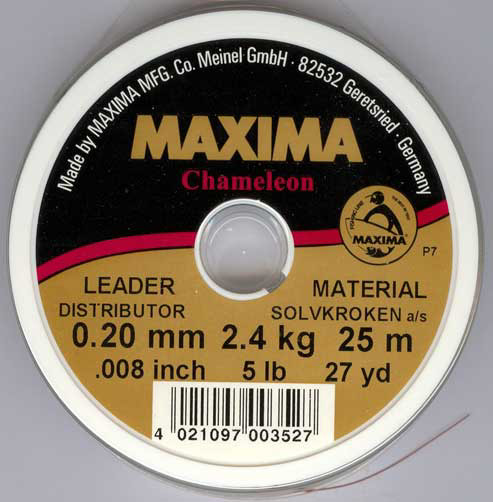 Made by MAXIMA MFG. Co. Meinel GmbH · 82532 Geretsried · Germany
MAXIMA
Chameleon
MAXIMA
P7
LEADER MATERIAL
DISTRIBUTOR SOLVKROKEN a/s
0.20 mm 2.4 kg 25 m
.008 inch 5 lb 27 yd
4 021097 003527